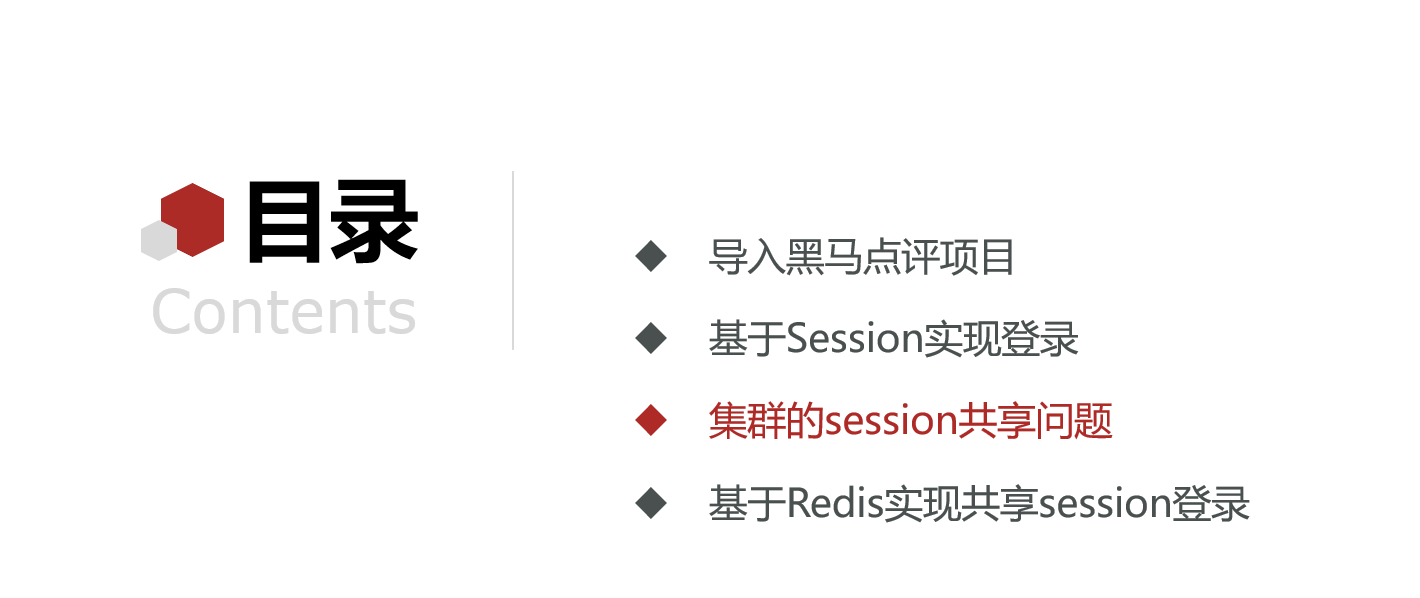 目录
Contents
导入黑马点评项目
基于Session实现登录
集群的session共享问题
基于Redis实现共享session登录